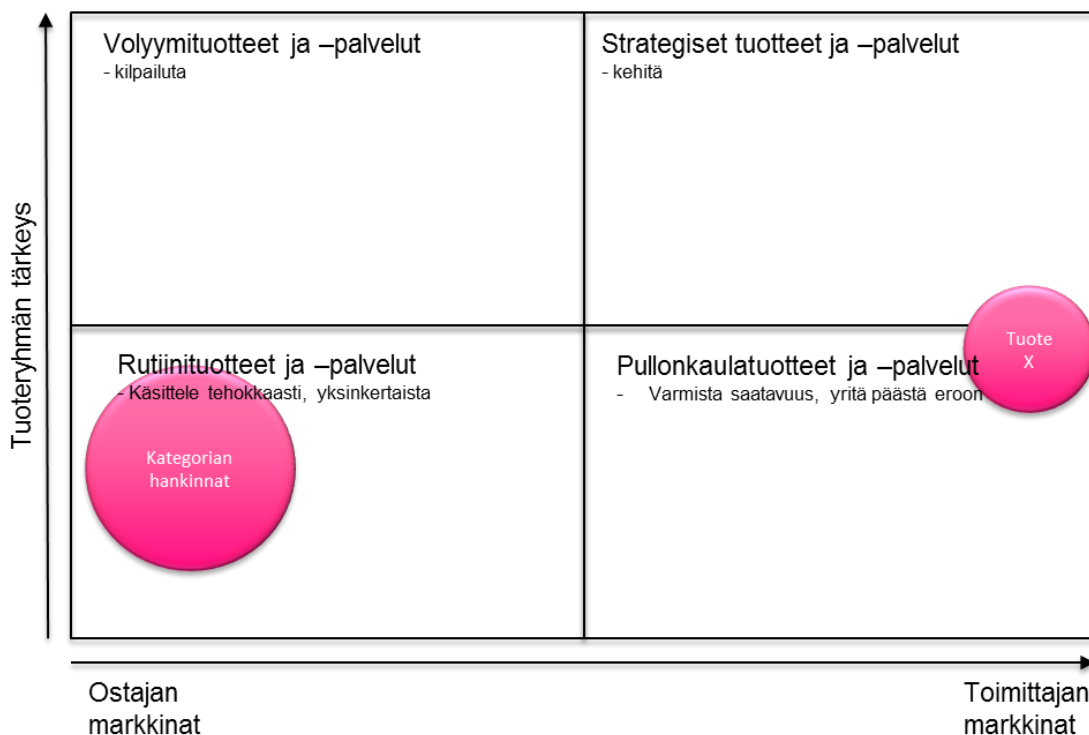 Volyymituotteet ja –palvelut
- kilpailuta
Strategiset tuotteet ja –palvelut
- kehitä
Tuoteryhmän tärkeys
Rutiinituotteet ja –palvelut
- Käsittele tehokkaasti, yksinkertaista
Kategorian
hankinnat
Pullonkaulatuotteet ja –palvelut
- Varmista saatavuus, yritä päästä eroon
Tuote
X
Ostajan
markkinat
Toimittajan
markkinat